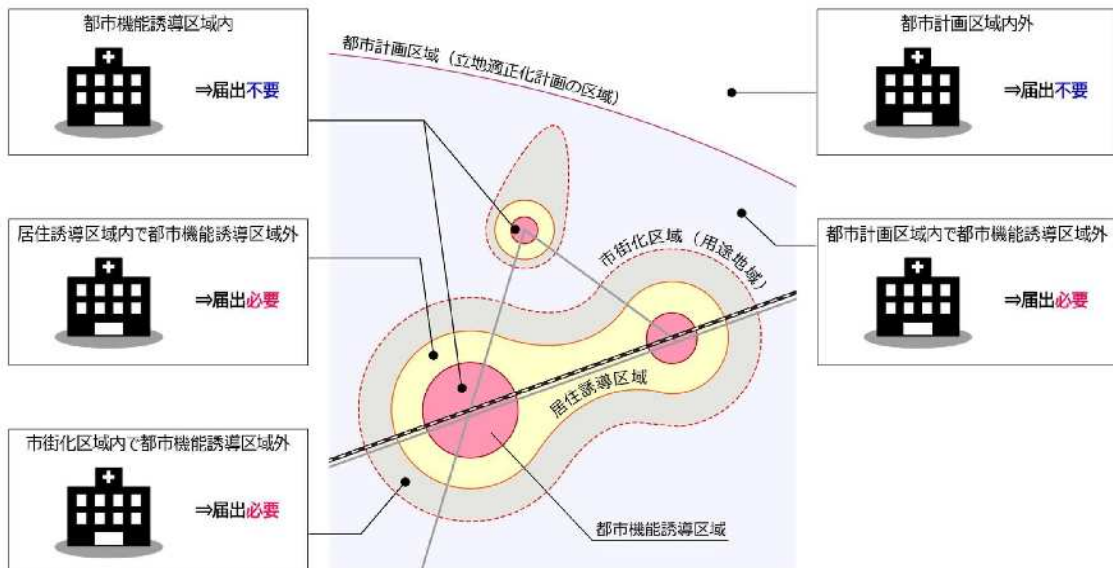 都市機能誘導区域内
⇒届出不要
都市計画区域（立地適正化計画の区域）
都市計画区域内外
⇒届出不要
居住誘導区域内で都市機能誘導区域外
⇒届出必要
市街化区域（用途地域）
都市計画区域内で都市機能誘導区域外
⇒届出必要
居住誘導区域
市街化区域内で都市機能誘導区域外
⇒届出必要
都市機能誘導区域